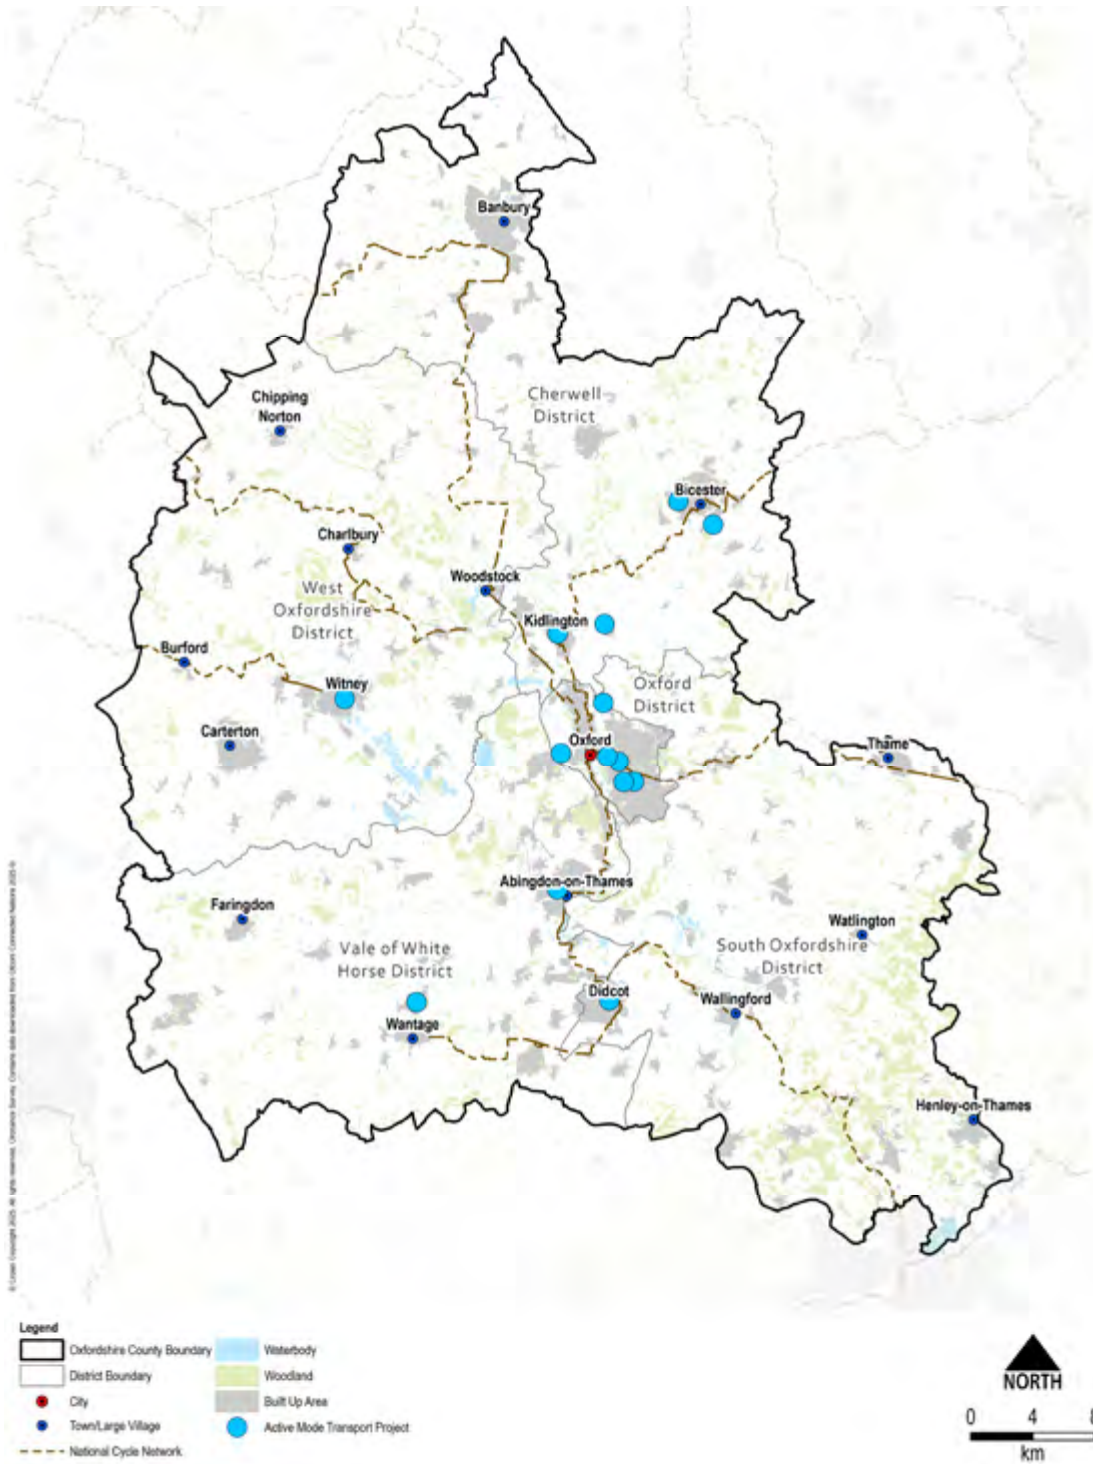 Banbury
Cherwell
District
Chipping
Norton
Bicester
Charlbury
Woodstock
West
Oxfordshire
District
Kidlington
Burford
Witney
Oxford
District
Carterton
Oxford
Thame
Abingdon-on-Thames
Faringdon
Watlington
Vale of White
Horse District
South Oxfordshire
District
Didcot
Wallingford
Wantage
Henley-on-Thames
Legend
Oxfordshire County Boundary
Waterbody
District Boundary
Woodland
City
Built Up Area
Town/Large Village
Active Mode Transport Project
National Cycle Network
NORTH
0 4 8
km